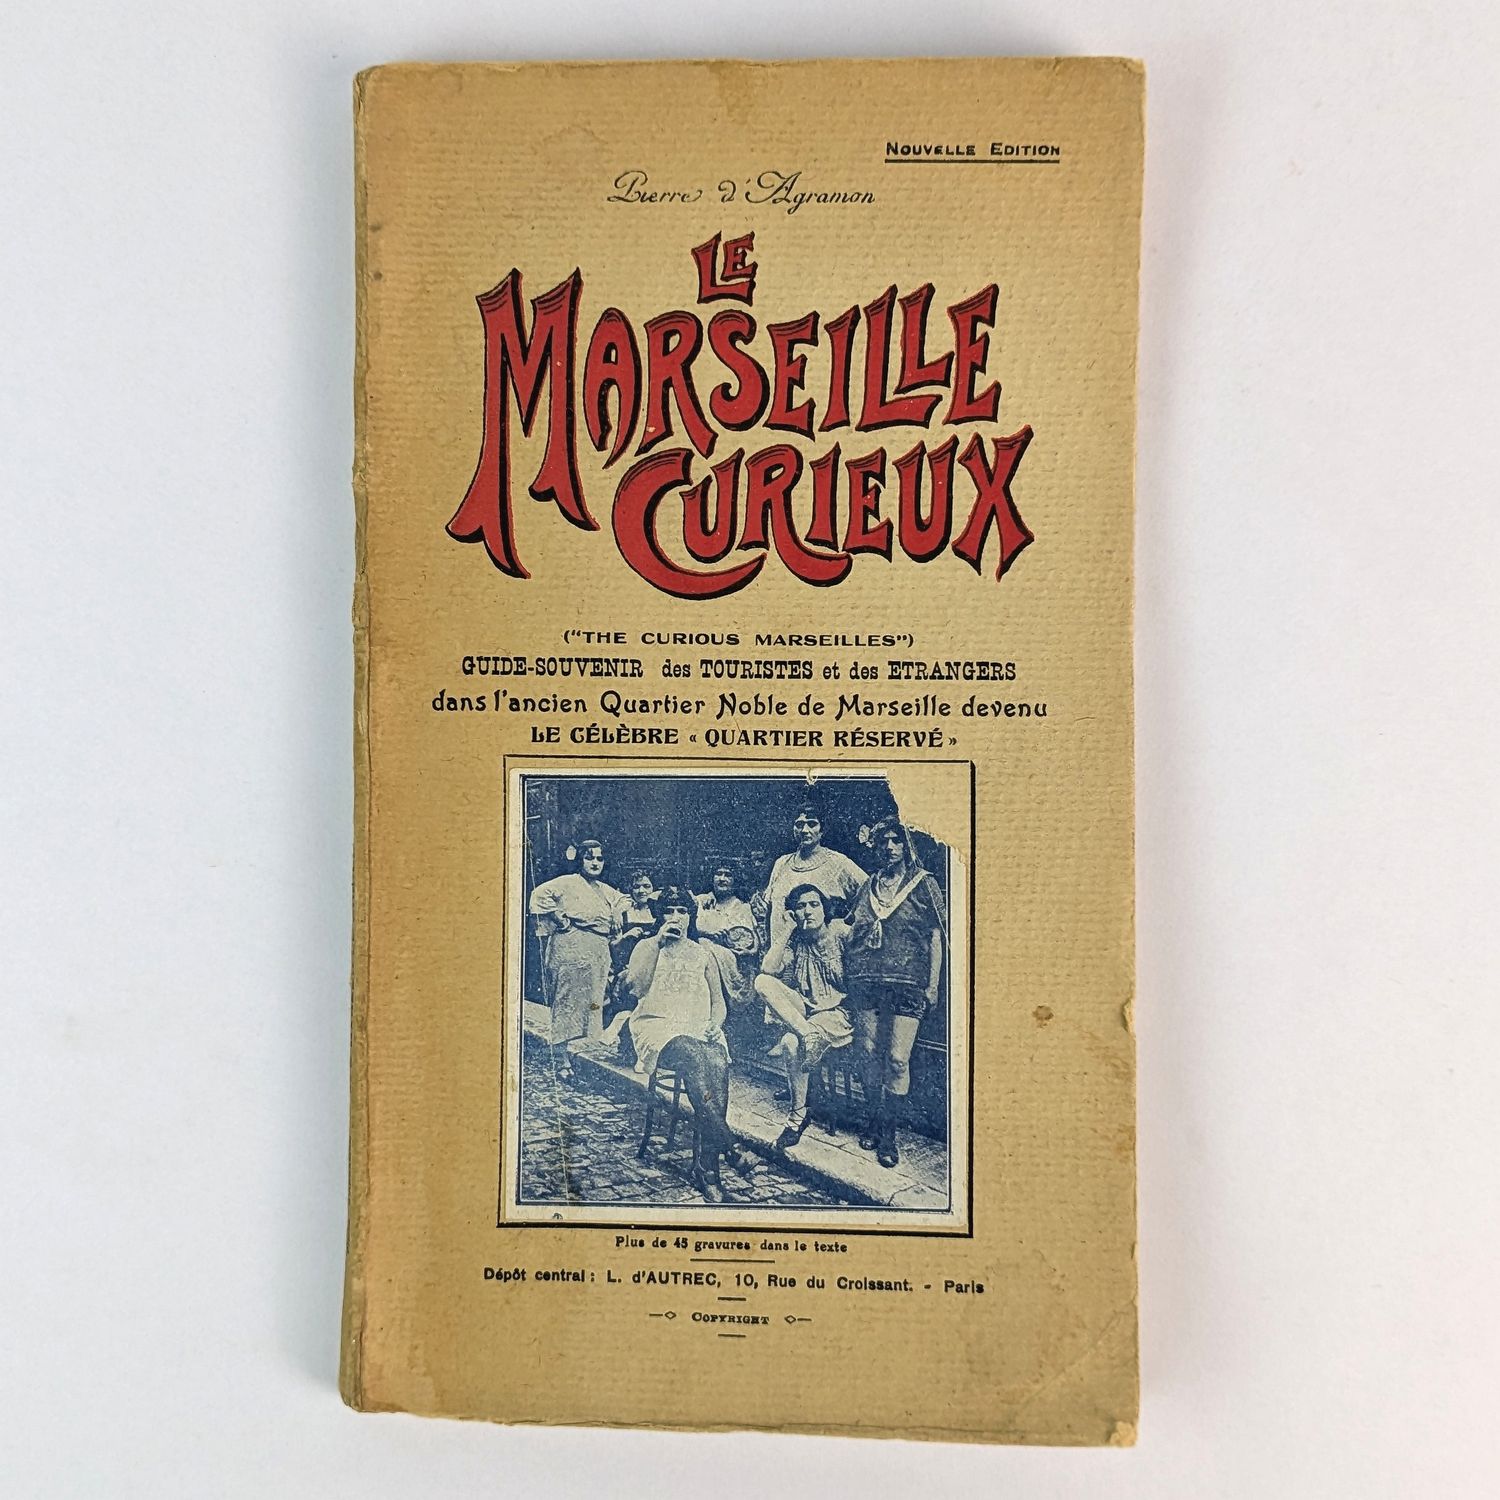 NOUVELLE EDITION
Pierre d'Agramon
LE
MARSEILLE
CURIEUX
("THE CURIOUS MARSEILLES")
GUIDE-SOUVENIR des TOURISTES et des ETRANGERS
dans l'ancien Quartier Noble de Marseille devenu
LE CÉLÈBRE « QUARTIER RÉSERVÉ »
Plus de 45 gravures dans le texte
Dépôt central : L. d'AUTREC, 10, Rue du Croissant. - Paris
COPYRIGHT